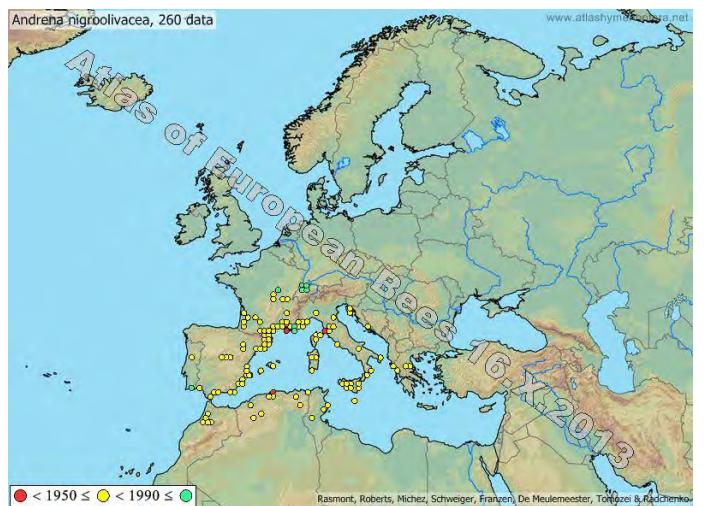 Andrena nigroolivacea, 260 data
www.atlashymenoptera.net
Atlas of European Bees 16.X.2013
< 1950 ≤ < 1990 ≤
Rasmont, Roberts, Michez, Schweiger, Franzen, De Meulemeester, Tomozei & Radchenko